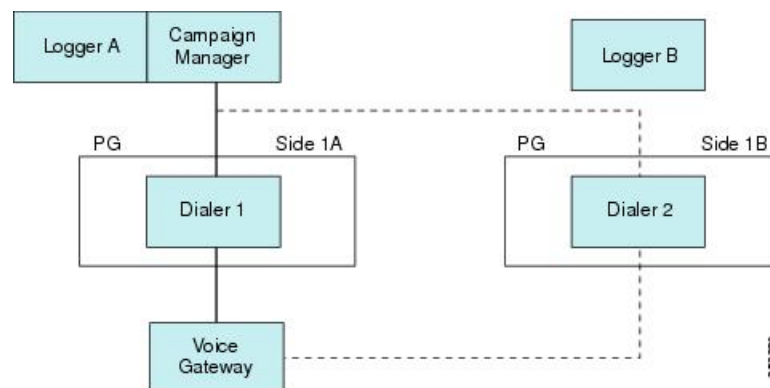 Logger A
Campaign
Manager
Logger B
PG
Side 1A
PG
Side 1B
Dialer 1
Dialer 2
Voice
Gateway